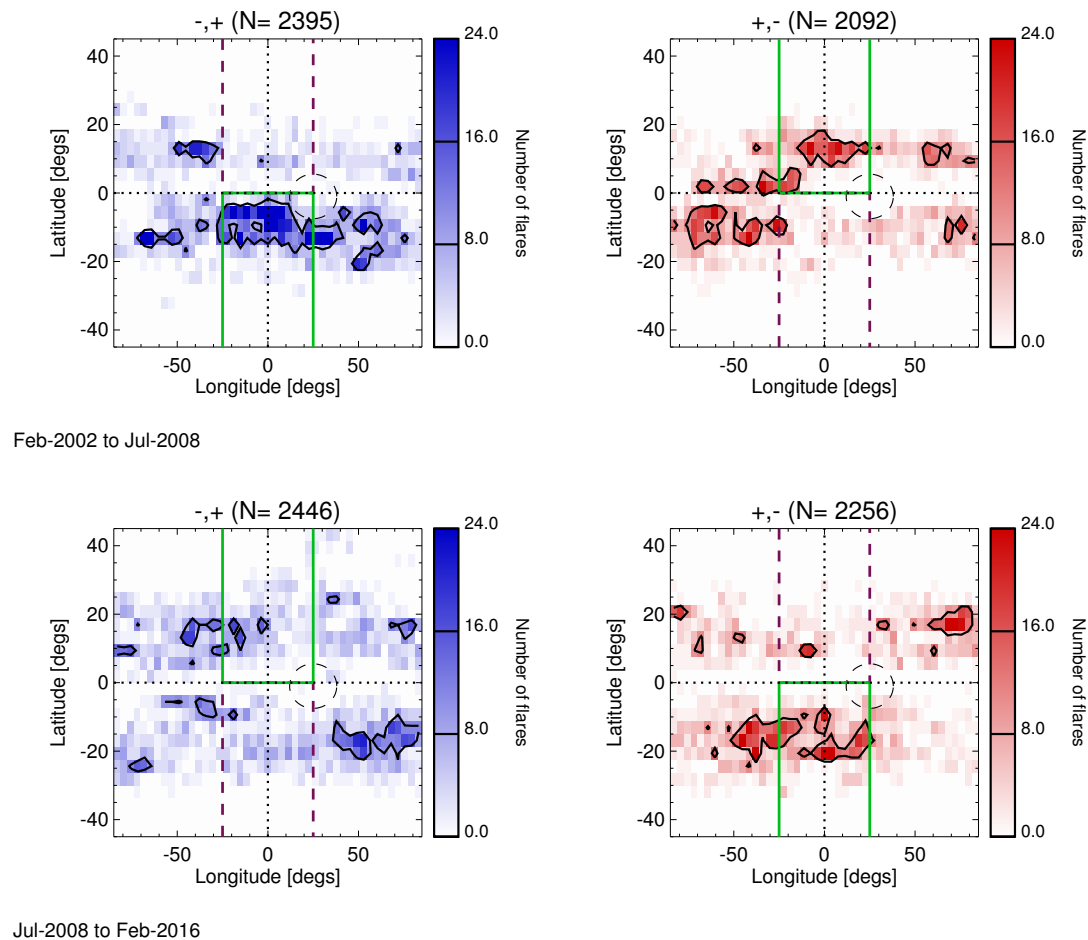 -,+ (N= 2395)
+,- (N= 2092)
40
20
0
-20
-40
Latitude [degs]
-50
0
50
Longitude [degs]
24.0
16.0
8.0
0.0
Number of flares
40
20
0
-20
-40
Latitude [degs]
-50
0
50
Longitude [degs]
24.0
16.0
8.0
0.0
Number of flares
Feb-2002 to Jul-2008
-,+ (N= 2446)
+,- (N= 2256)
40
20
0
-20
-40
Latitude [degs]
-50
0
50
Longitude [degs]
24.0
16.0
8.0
0.0
Number of flares
40
20
0
-20
-40
Latitude [degs]
-50
0
50
Longitude [degs]
24.0
16.0
8.0
0.0
Number of flares
Jul-2008 to Feb-2016